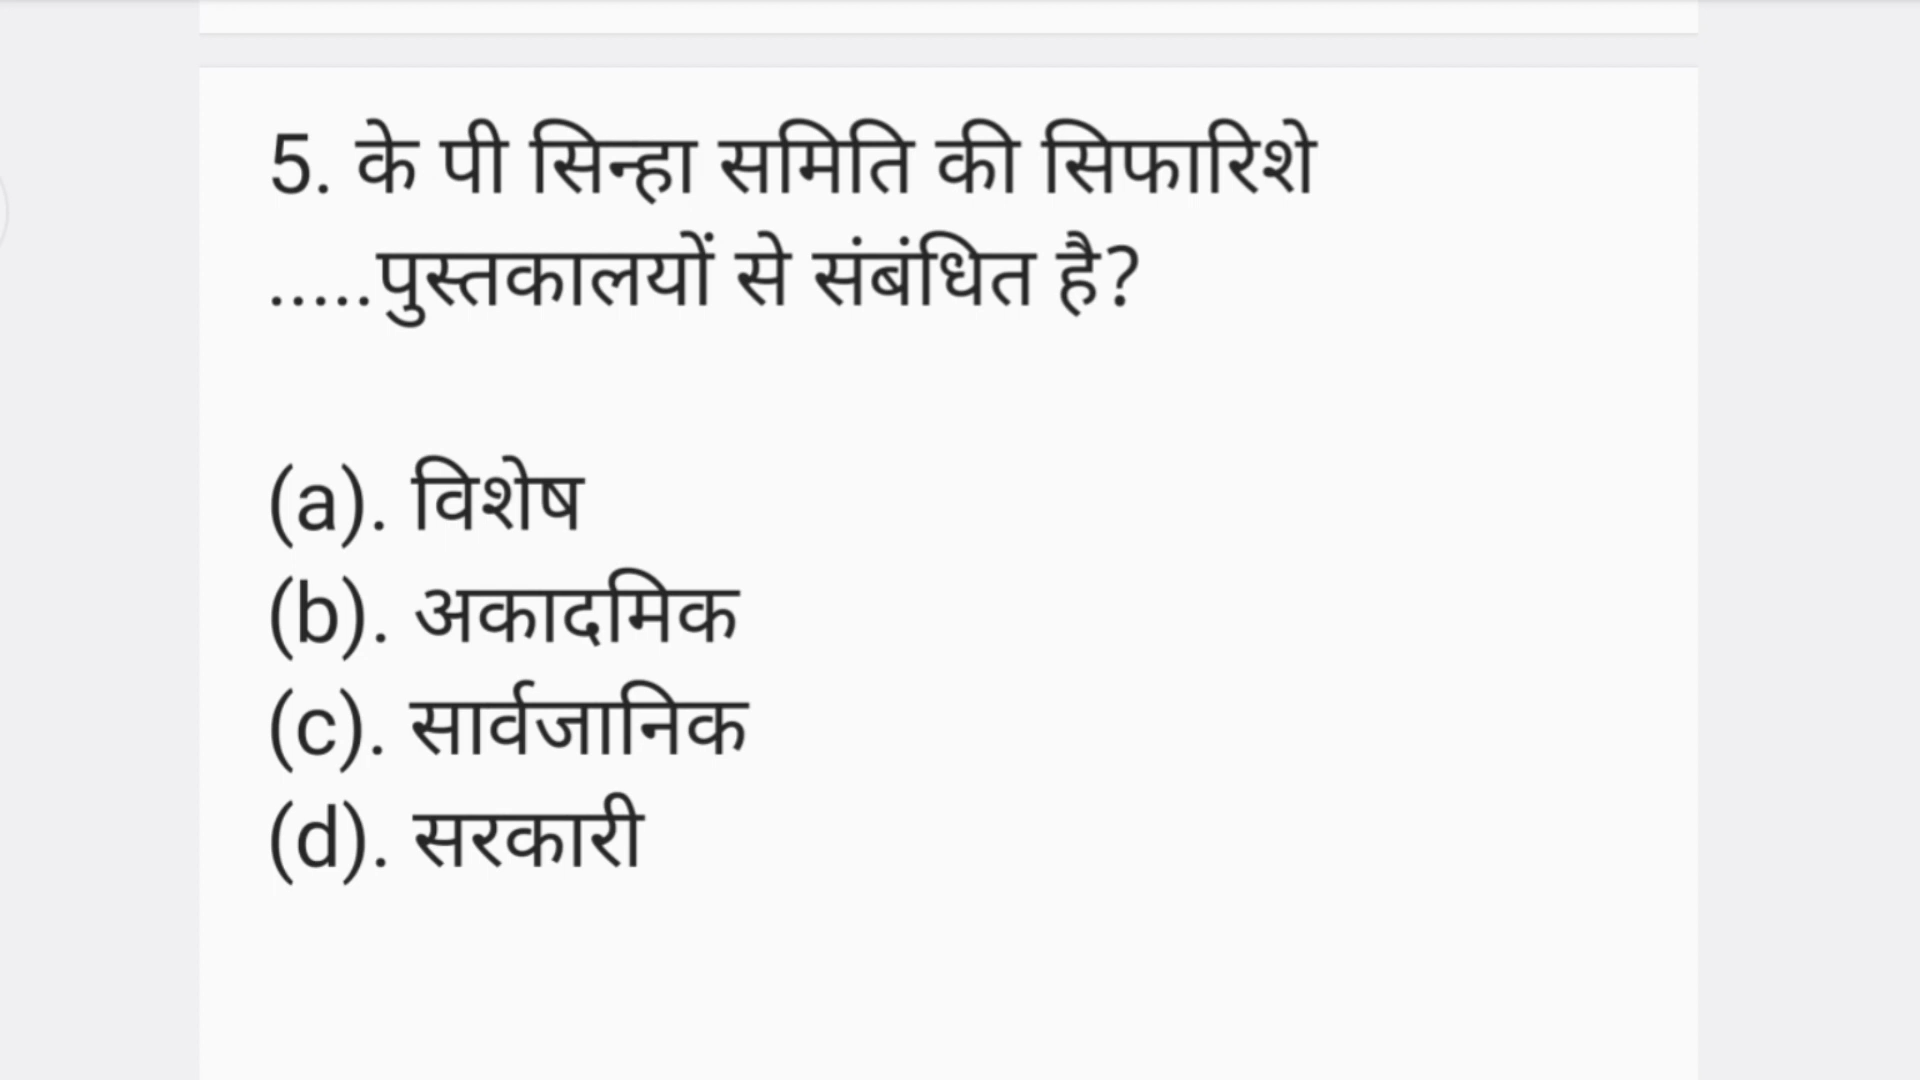 5. के पी सिन्हा समिति की सिफारिशे
.....पुस्तकालयों से संबंधित है?
(a). विशेष
(b). अकादमिक
(c). सार्वजानिक
(d). सरकारी